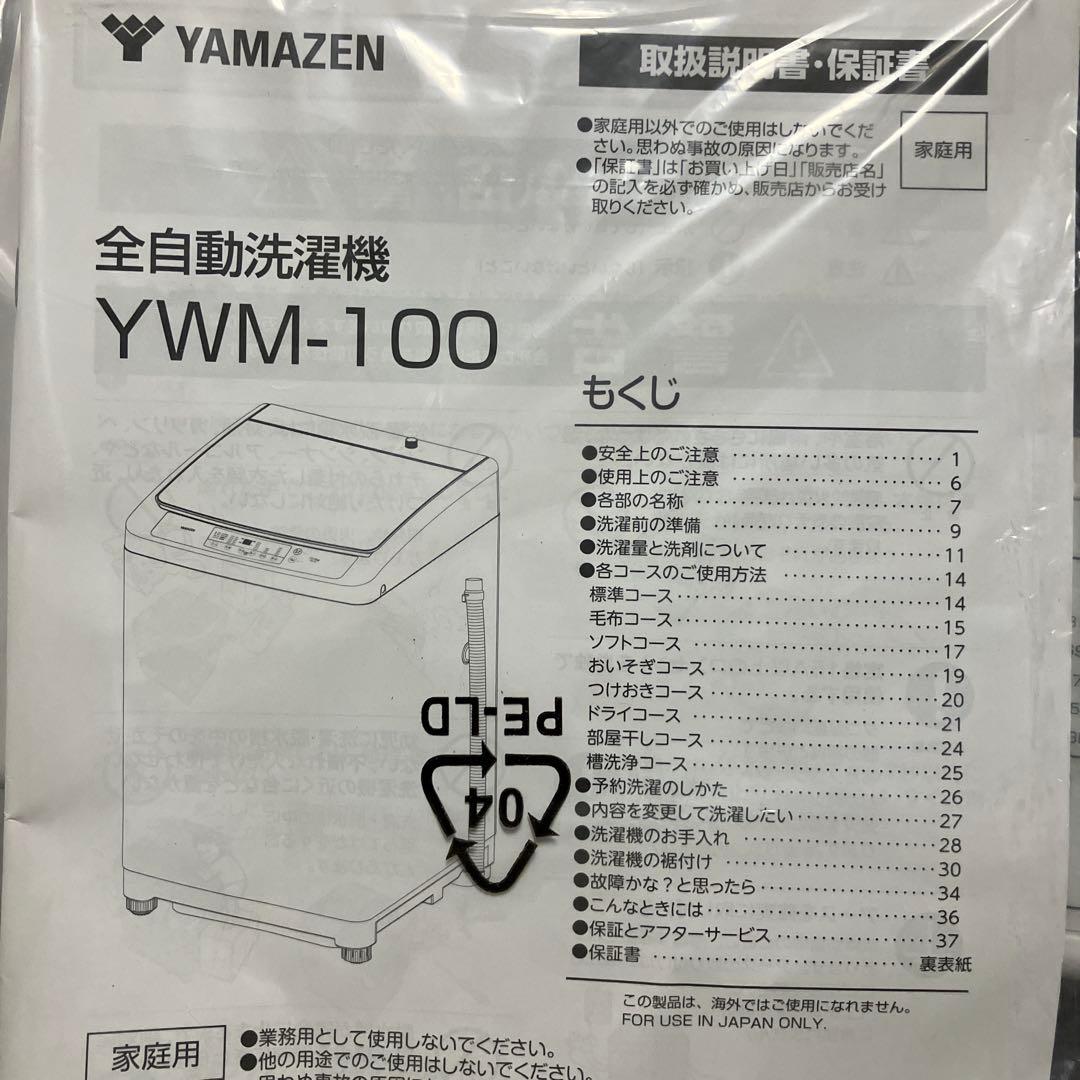 YAMAZEN
取扱説明書・保証書
●家庭用以外でのご使用はしないでくだ
さい。思わぬ事故の原因になります。
●「保証書」は「お買い上げ日」「販売店名」
の記入を必ず確かめ、販売店からお受け
取りください。
家庭用
全自動洗濯機
YWM-100
もくじ
●安全上のご注意 ························ 1
●使用上のご注意 ························ 6
●各部の名称 ···························· 7
●洗濯前の準備 ·························· 9
●洗濯量と洗剤について ················ 11
●各コースのご使用方法 ················ 14
標準コース ······························ 14
毛布コース ······························ 15
ソフトコース ···························· 17
おいそぎコース ·························· 19
つけおきコース ·························· 20
ドライコース ···························· 21
部屋干しコース ·························· 24
槽洗浄コース ···························· 25
●予約洗濯のしかた ···················· 26
●内容を変更して洗濯したい ············ 27
●洗濯機のお手入れ ···················· 28
●洗濯機の裾付け ······················ 30
●故障かな？と思ったら ················ 34
●こんなときには ······················ 36
●保証とアフターサービス ·············· 37
●保証書 ······························ 裏表紙
PE-LD
04
この製品は、海外ではご使用になれません。
FOR USE IN JAPAN ONLY.
家庭用
●業務用として使用しないでください。
●他の用途でのご使用はしないでください。